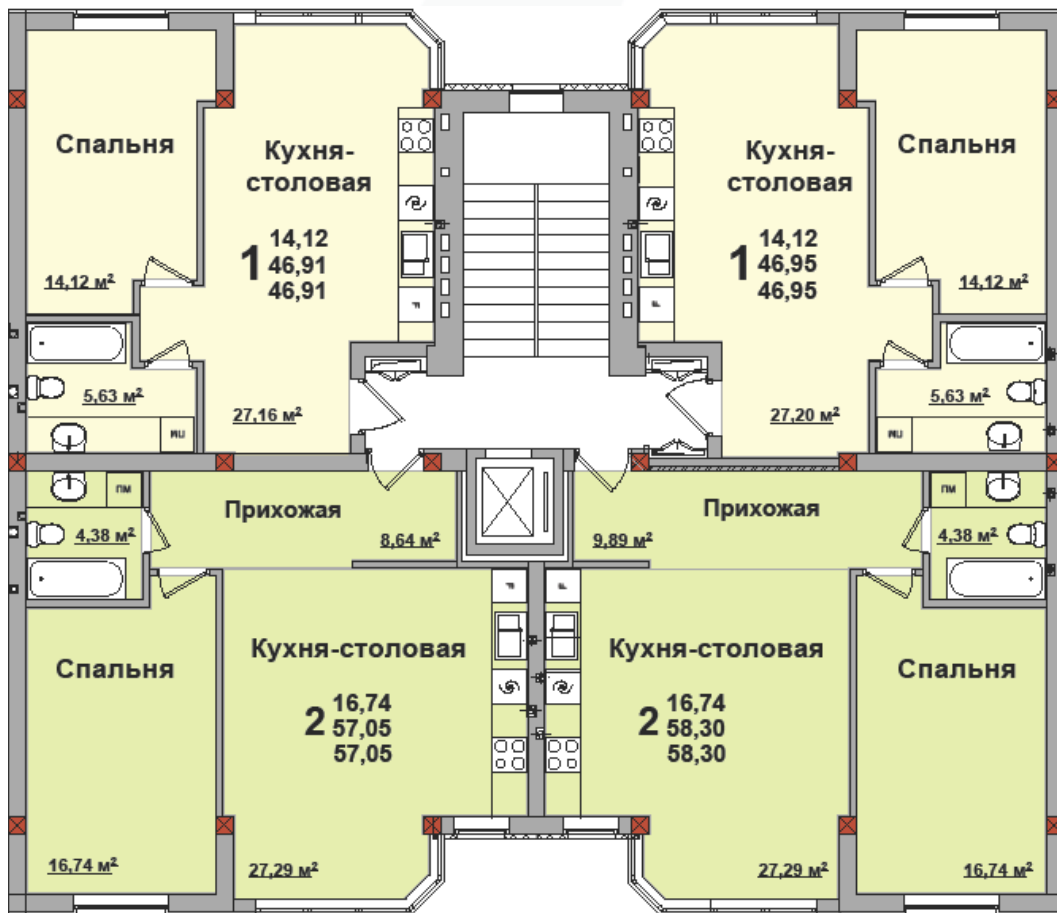 Спальня
14,12 м²
Кухня-
столовая
1
14,12
46,91
46,91
27,16 м²
5,63 м²
Кухня-
столовая
1
14,12
46,95
46,95
27,20 м²
Спальня
14,12 м²
5,63 м²
ПМ
4,38 м²
Прихожая
8,64 м²
Прихожая
9,89 м²
ПМ
4,38 м²
Спальня
16,74 м²
Кухня-столовая
2
16,74
57,05
57,05
27,29 м²
Кухня-столовая
2
16,74
58,30
58,30
27,29 м²
Спальня
16,74 м²